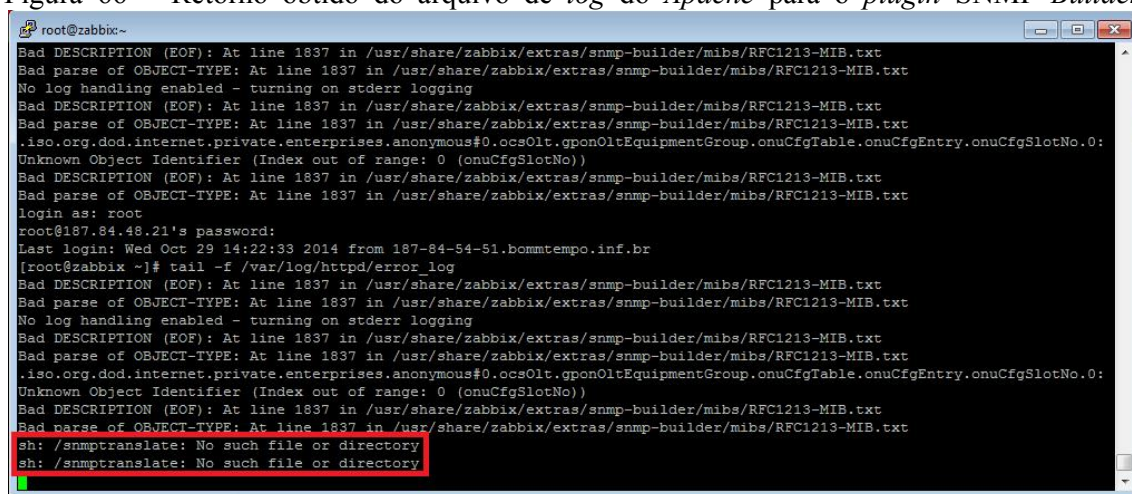 Figura 60 – Retorno obtido do arquivo de log do Apache para o plugin SNMP Builder
root@zabbix:~
Bad DESCRIPTION (EOF): At line 1837 in /usr/share/zabbix/extras/snmp-builder/mibs/RFC1213-MIB.txt
Bad parse of OBJECT-TYPE: At line 1837 in /usr/share/zabbix/extras/snmp-builder/mibs/RFC1213-MIB.txt
No log handling enabled - turning on stderr logging
Bad DESCRIPTION (EOF): At line 1837 in /usr/share/zabbix/extras/snmp-builder/mibs/RFC1213-MIB.txt
Bad parse of OBJECT-TYPE: At line 1837 in /usr/share/zabbix/extras/snmp-builder/mibs/RFC1213-MIB.txt
.iso.org.dod.internet.private.enterprises.anonymous#0.ocsOlt.gponOltEquipmentGroup.onuCfgTable.onuCfgEntry.onuCfgSlotNo.0:
Unknown Object Identifier (Index out of range: 0 (onuCfgSlotNo))
Bad DESCRIPTION (EOF): At line 1837 in /usr/share/zabbix/extras/snmp-builder/mibs/RFC1213-MIB.txt
Bad parse of OBJECT-TYPE: At line 1837 in /usr/share/zabbix/extras/snmp-builder/mibs/RFC1213-MIB.txt
login as: root
root@187.84.48.21's password:
Last login: Wed Oct 29 14:22:33 2014 from 187-84-54-51.bommtempo.inf.br
[root@zabbix ~]# tail -f /var/log/httpd/error_log
Bad DESCRIPTION (EOF): At line 1837 in /usr/share/zabbix/extras/snmp-builder/mibs/RFC1213-MIB.txt
Bad parse of OBJECT-TYPE: At line 1837 in /usr/share/zabbix/extras/snmp-builder/mibs/RFC1213-MIB.txt
No log handling enabled - turning on stderr logging
Bad DESCRIPTION (EOF): At line 1837 in /usr/share/zabbix/extras/snmp-builder/mibs/RFC1213-MIB.txt
Bad parse of OBJECT-TYPE: At line 1837 in /usr/share/zabbix/extras/snmp-builder/mibs/RFC1213-MIB.txt
.iso.org.dod.internet.private.enterprises.anonymous#0.ocsOlt.gponOltEquipmentGroup.onuCfgTable.onuCfgEntry.onuCfgSlotNo.0:
Unknown Object Identifier (Index out of range: 0 (onuCfgSlotNo))
Bad DESCRIPTION (EOF): At line 1837 in /usr/share/zabbix/extras/snmp-builder/mibs/RFC1213-MIB.txt
Bad parse of OBJECT-TYPE: At line 1837 in /usr/share/zabbix/extras/snmp-builder/mibs/RFC1213-MIB.txt
sh: /snmptranslate: No such file or directory
sh: /snmptranslate: No such file or directory